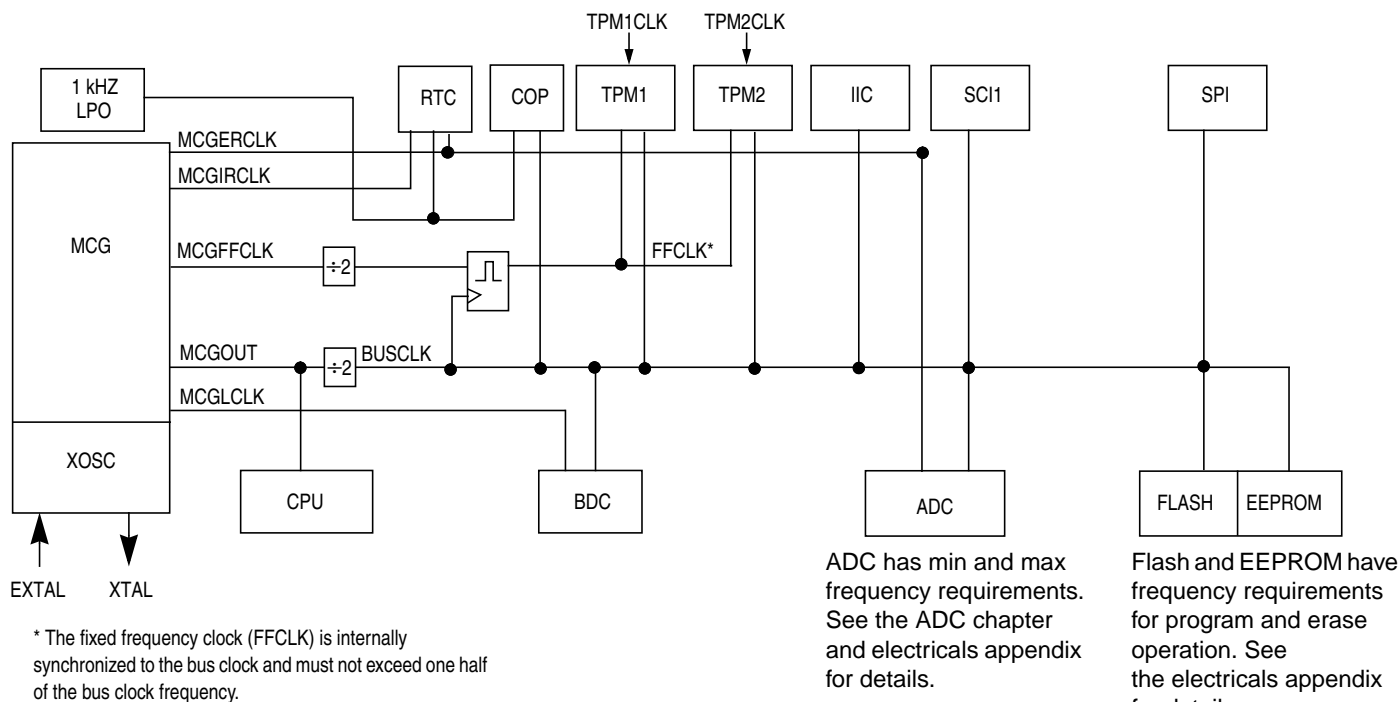 TPM1CLK TPM2CLK
1 kHZ
LPO
RTC COP TPM1 TPM2 IIC SCI1 SPI
MCGERCLK
MCGIRCLK
MCG
MCGFFCLK ÷2 FFCLK*
MCGOUT ÷2 BUSCLK
MCGLCLK
XOSC
CPU BDC ADC FLASH EEPROM
EXTAL XTAL
ADC has min and max
frequency requirements.
See the ADC chapter
and electricals appendix
for details.
Flash and EEPROM have
frequency requirements
for program and erase
operation. See
the electricals appendix
* The fixed frequency clock (FFCLK) is internally
synchronized to the bus clock and must not exceed one half
of the bus clock frequency.